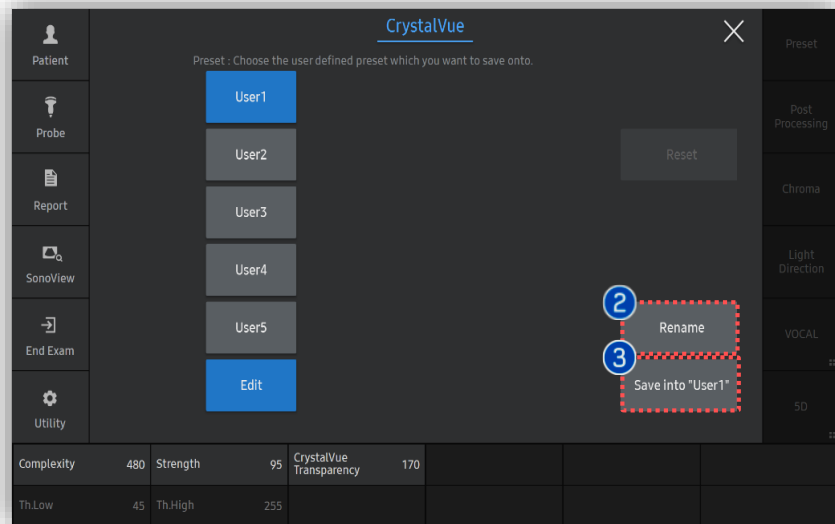 CrystalVue
Preset : Choose the user defined preset which you want to save onto.
Patient
Probe
Report
SonoView
End Exam
Utility
User1
User2
User3
User4
User5
Edit
Reset
2
Rename
3
Save into "User1"
Preset
Post
Processing
Chroma
Light
Direction
VOCAL
5D
Complexity 480
Strength 95
CrystalVue
Transparency 170
Th.Low 45
Th.High 255